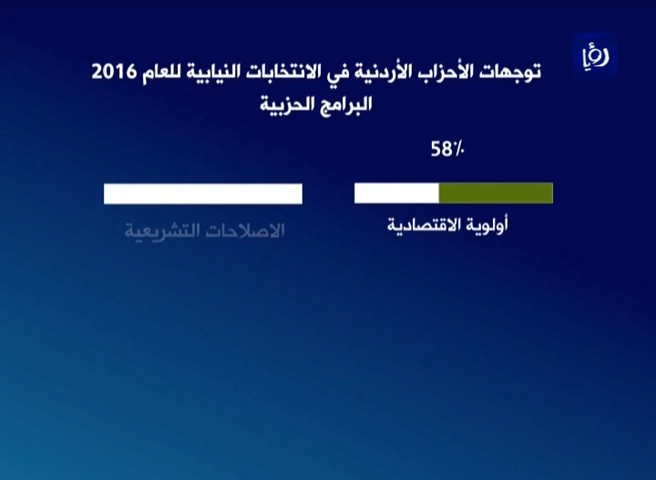 رؤيا
توجهات الأحزاب الأردنية في الانتخابات النيابية للعام 2016
البرامج الحزبية
58٪
أولوية الاقتصادية
الاصلاحات التشريعية